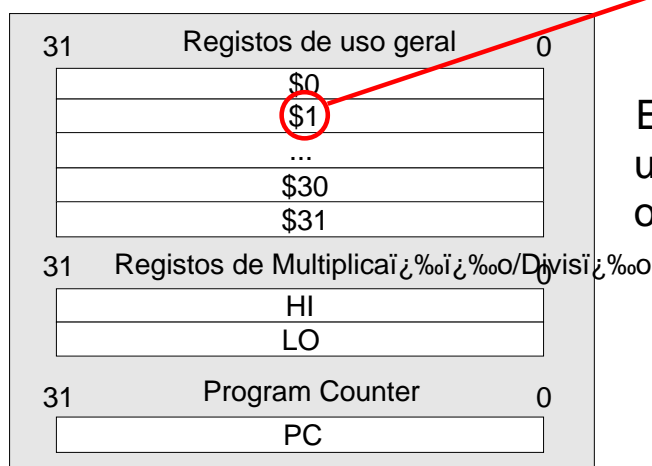 31 Registos de uso geral 0
$0
$1
...
$30
$31
31 Registos de Multiplicaï¿‰ï¿‰o/Divisï¿‰o 0
HI
LO
31 Program Counter 0
PC
E
u
o